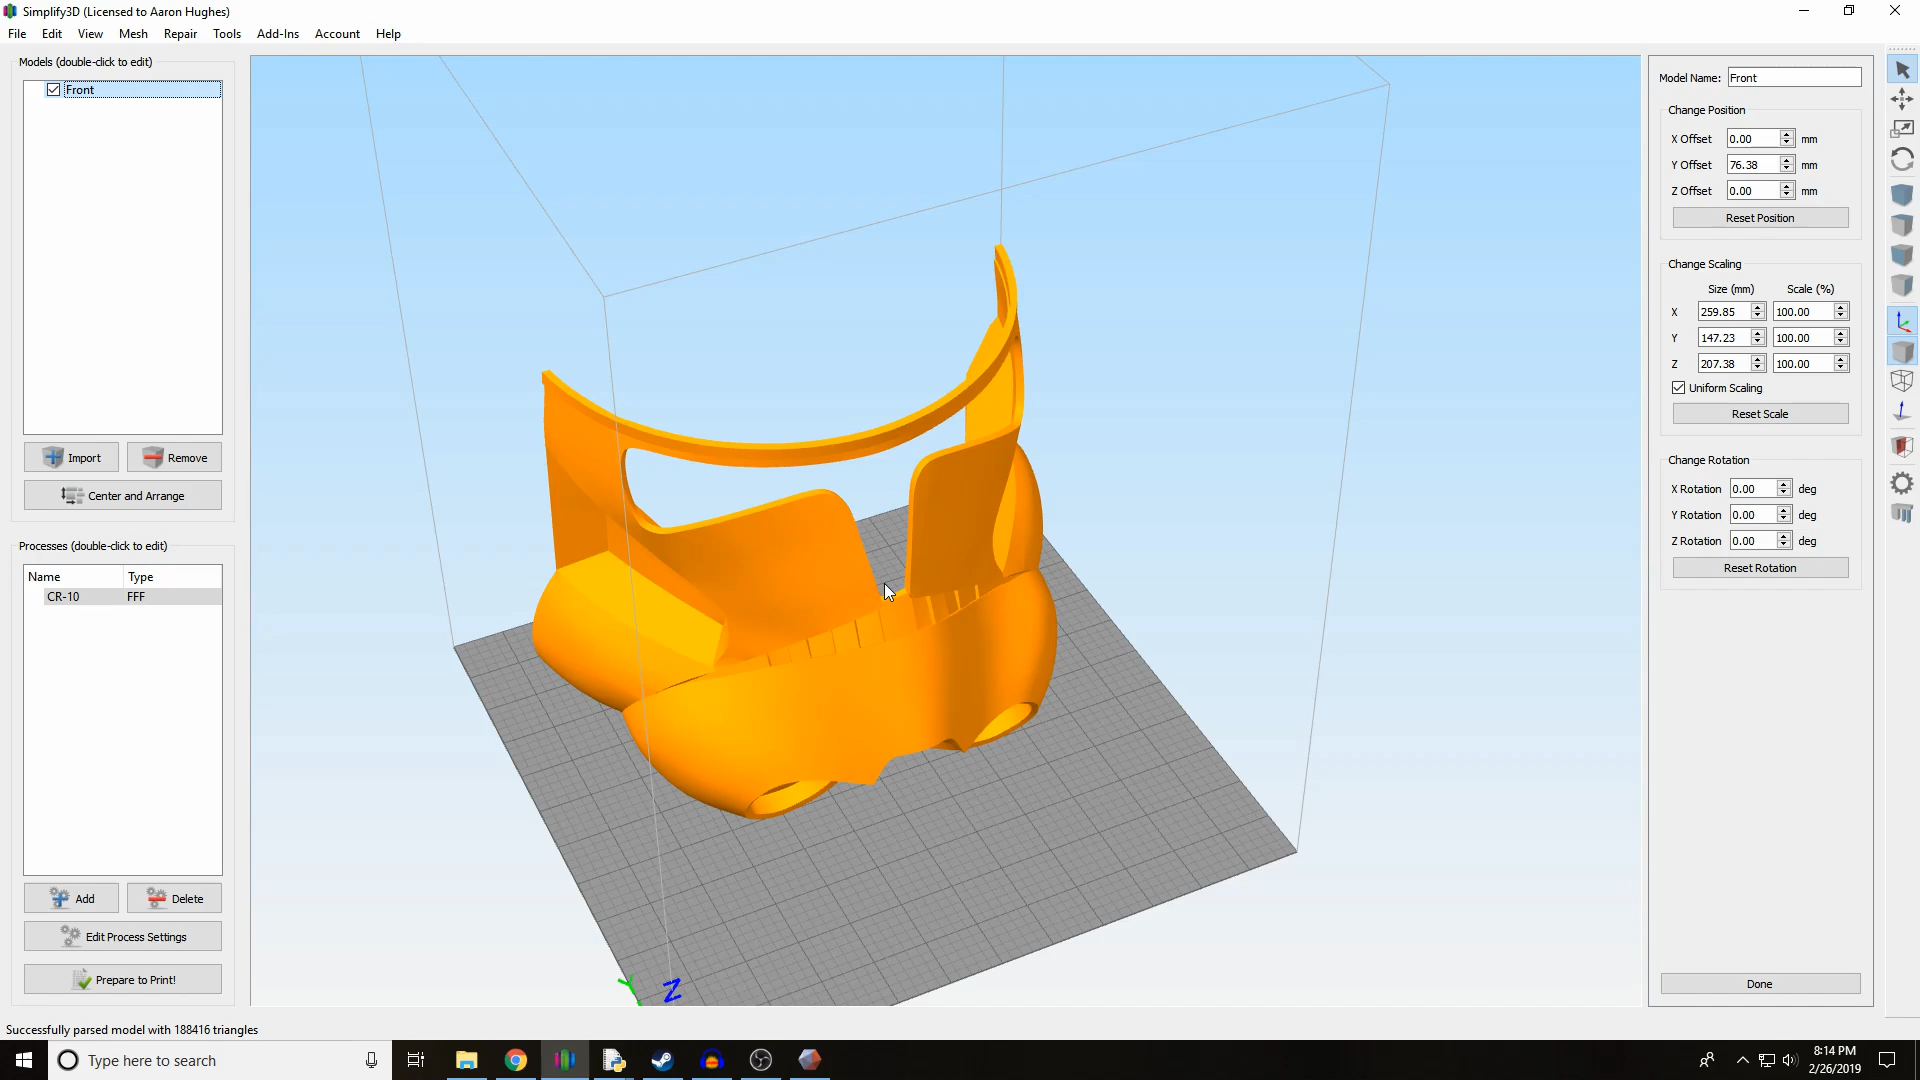 Simplify3D (Licensed to Aaron Hughes)
File Edit View Mesh Repair Tools Add-Ins Account Help
Models (double-click to edit)
Front
Import Remove
Center and Arrange
Processes (double-click to edit)
Name Type
CR-10 FFF
Add Delete
Edit Process Settings
Prepare to Print!
Y Z
Model Name: Front
Change Position
X Offset 0.00 mm
Y Offset 76.38 mm
Z Offset 0.00 mm
Reset Position
Change Scaling
Size (mm) Scale (%)
X 259.85 100.00
Y 147.23 100.00
Z 207.38 100.00
Uniform Scaling
Reset Scale
Change Rotation
X Rotation 0.00 deg
Y Rotation 0.00 deg
Z Rotation 0.00 deg
Reset Rotation
Done
Successfully parsed model with 188416 triangles
Type here to search
8:14 PM
2/26/2019